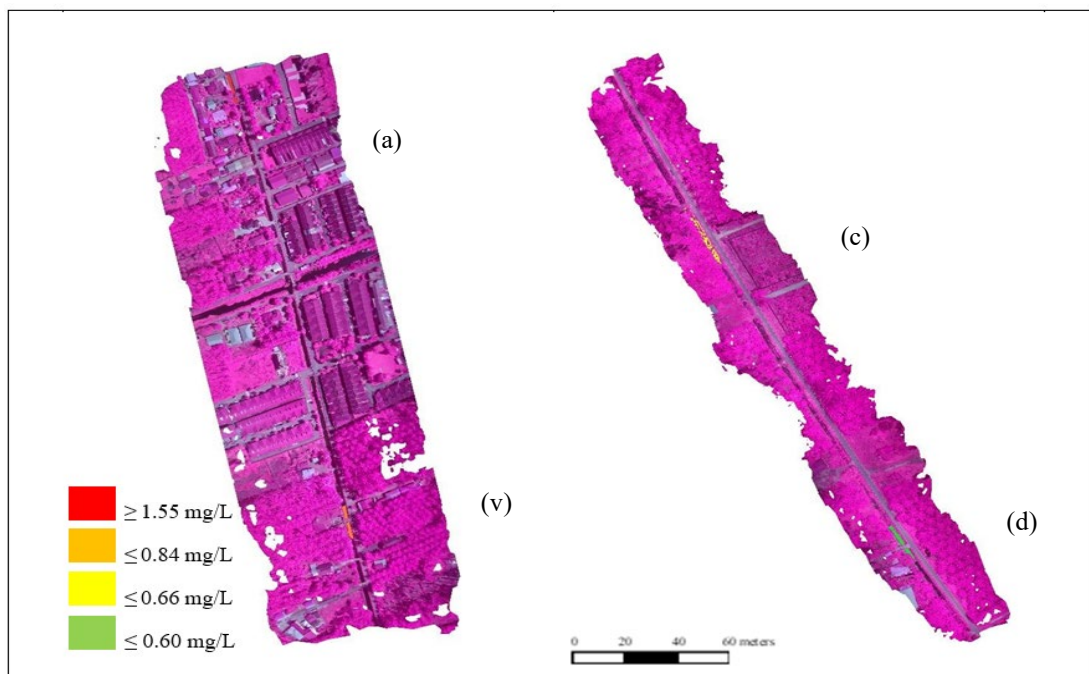 (a)
(c)
(v)
(d)
≥ 1.55 mg/L
≤ 0.84 mg/L
≤ 0.66 mg/L
≤ 0.60 mg/L
0 20 40 60 meters